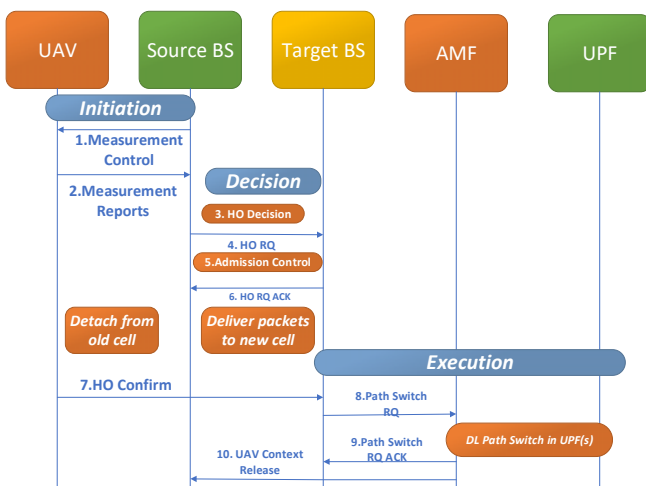 UAV
Source BS
Target BS
AMF
UPF
Initiation
1.Measurement
Control
2.Measurement
Reports
Decision
3. HO Decision
4. HO RQ
5.Admission Control
6. HO RQ ACK
Detach from
old cell
Deliver packets
to new cell
Execution
7.HO Confirm
8.Path Switch
RQ
DL Path Switch in UPF(s)
9.Path Switch
RQ ACK
10. UAV Context
Release